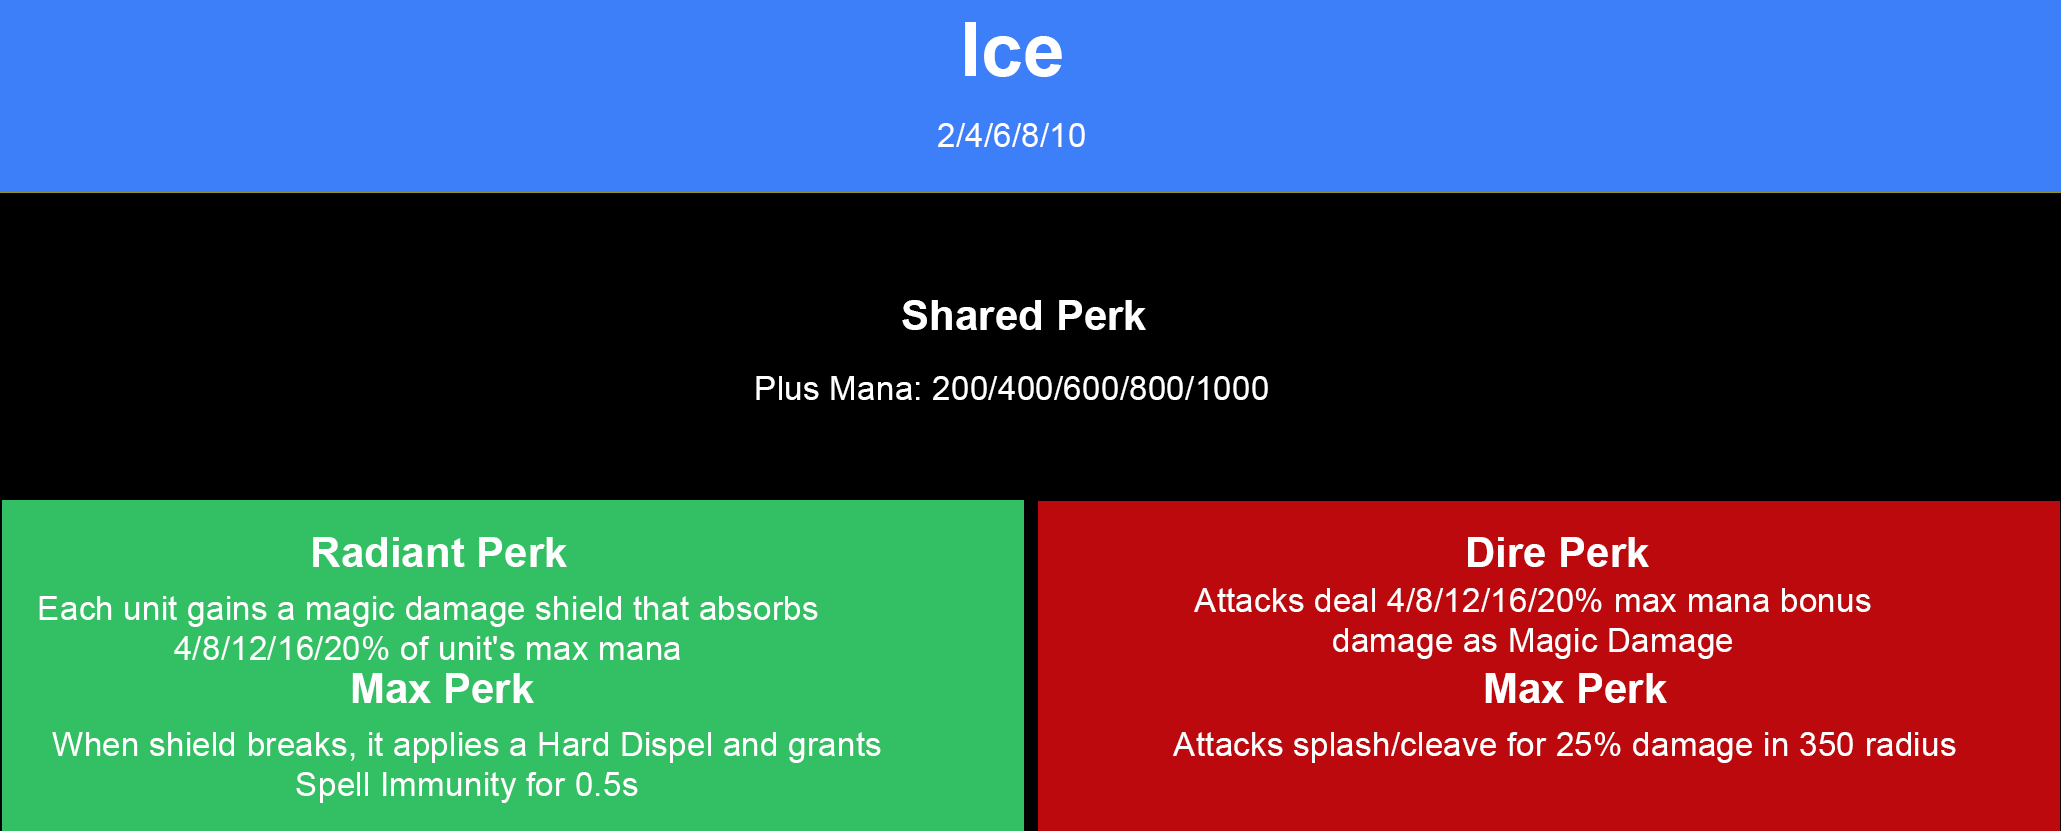 Ice
2/4/6/8/10
Shared Perk
Plus Mana: 200/400/600/800/1000
Radiant Perk
Each unit gains a magic damage shield that absorbs
4/8/12/16/20% of unit's max mana
Max Perk
When shield breaks, it applies a Hard Dispel and grants
Spell Immunity for 0.5s
Dire Perk
Attacks deal 4/8/12/16/20% max mana bonus
damage as Magic Damage
Max Perk
Attacks splash/cleave for 25% damage in 350 radius